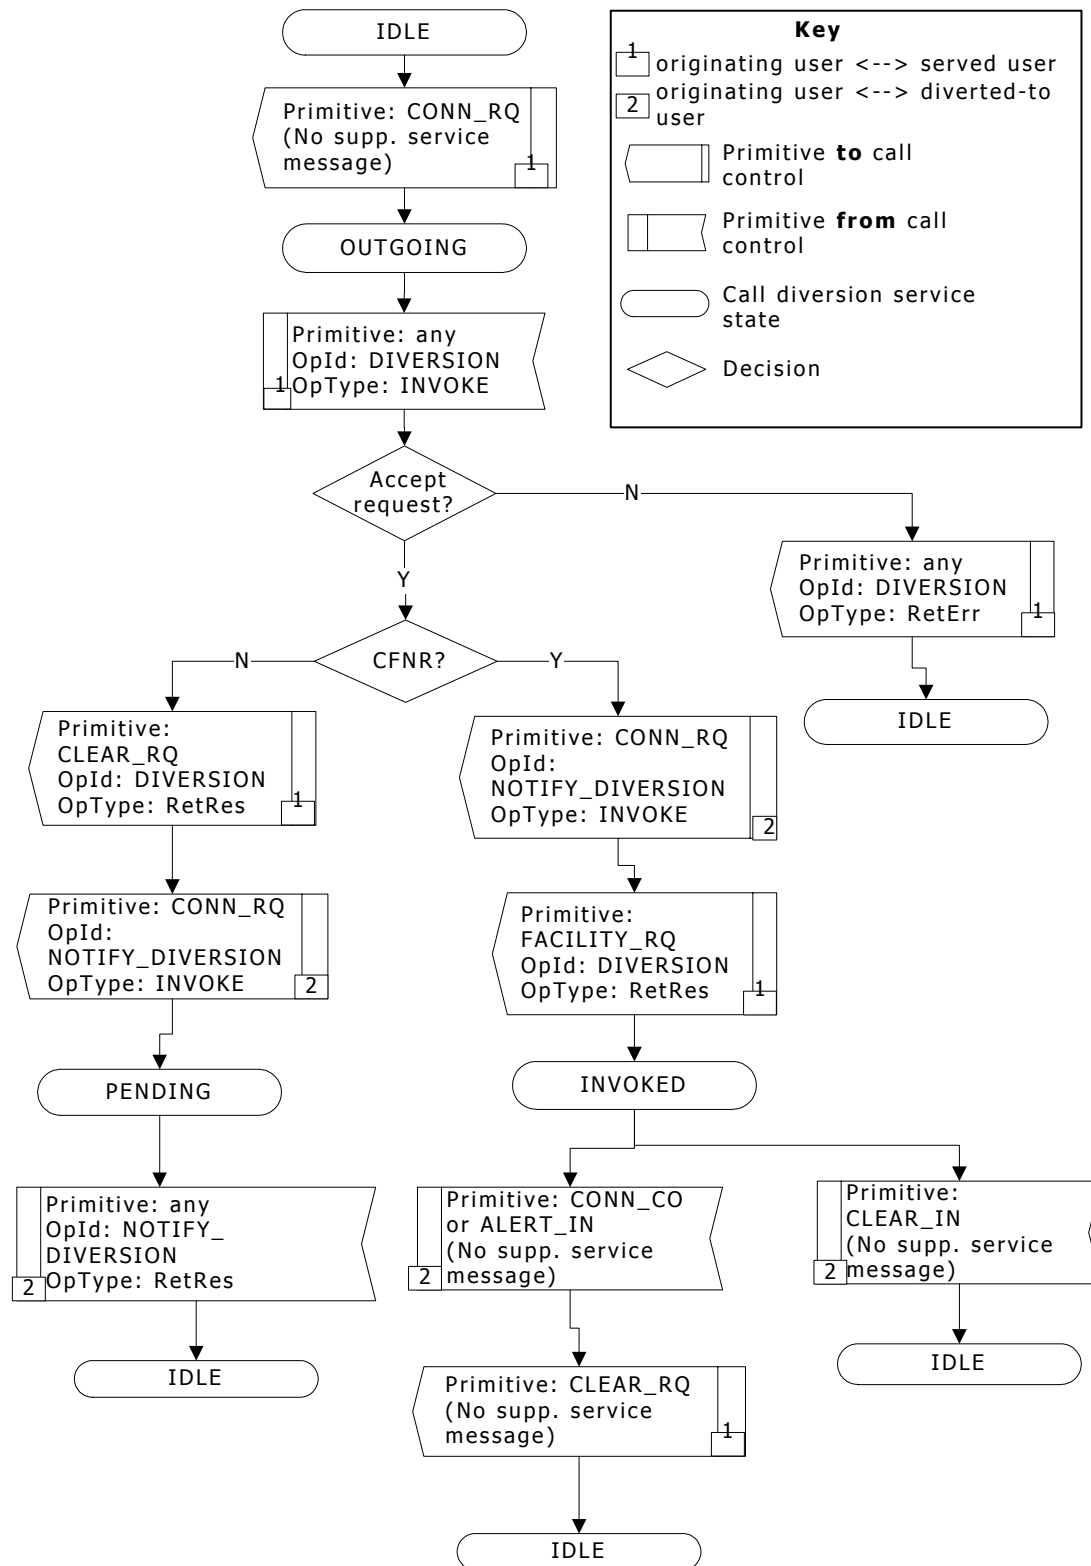 IDLE
Primitive: CONN_RQ
(No supp. service
message)
1
OUTGOING
Primitive: any
OpId: DIVERSION
OpType: INVOKE
1
Key
1
originating user <--> served user
2
originating user <--> diverted-to
user
Primitive to call
control
Primitive from call
control
Call diversion service
state
Decision
Accept
request?
N
Y
Primitive: any
OpId: DIVERSION
OpType: RetErr
1
IDLE
CFNR?
N
Y
Primitive:
CLEAR_RQ
OpId: DIVERSION
OpType: RetRes
1
Primitive: CONN_RQ
OpId:
NOTIFY_DIVERSION
OpType: INVOKE
2
Primitive: CONN_RQ
OpId:
NOTIFY_DIVERSION
OpType: INVOKE
2
Primitive:
FACILITY_RQ
OpId: DIVERSION
OpType: RetRes
1
PENDING
INVOKED
Primitive: any
OpId: NOTIFY_
DIVERSION
OpType: RetRes
2
IDLE
Primitive: CONN_CO
or ALERT_IN
(No supp. service
message)
2
Primitive:
CLEAR_IN
(No supp. service
message)
2
IDLE
Primitive: CLEAR_RQ
(No supp. service
message)
1
IDLE